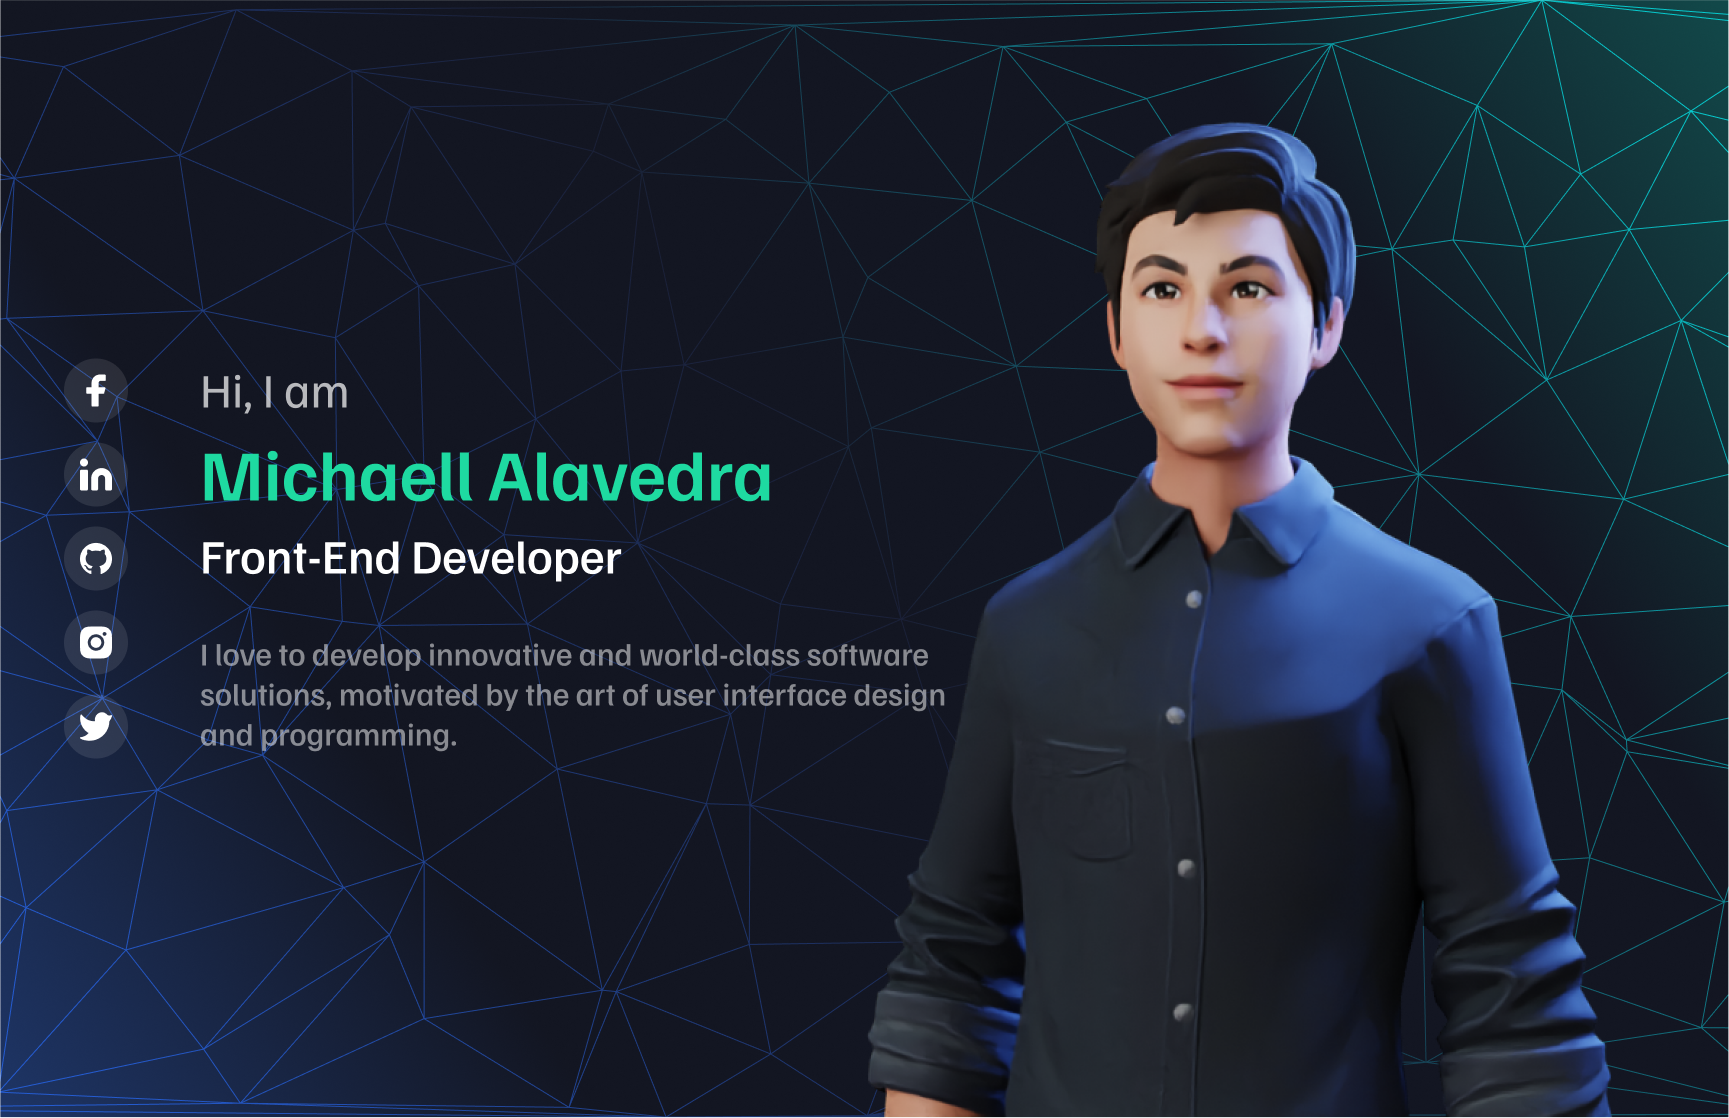 Hi, I am
Michaell Alavedra
Front-End Developer
I love to develop innovative and world-class software
solutions, motivated by the art of user interface design
and programming.